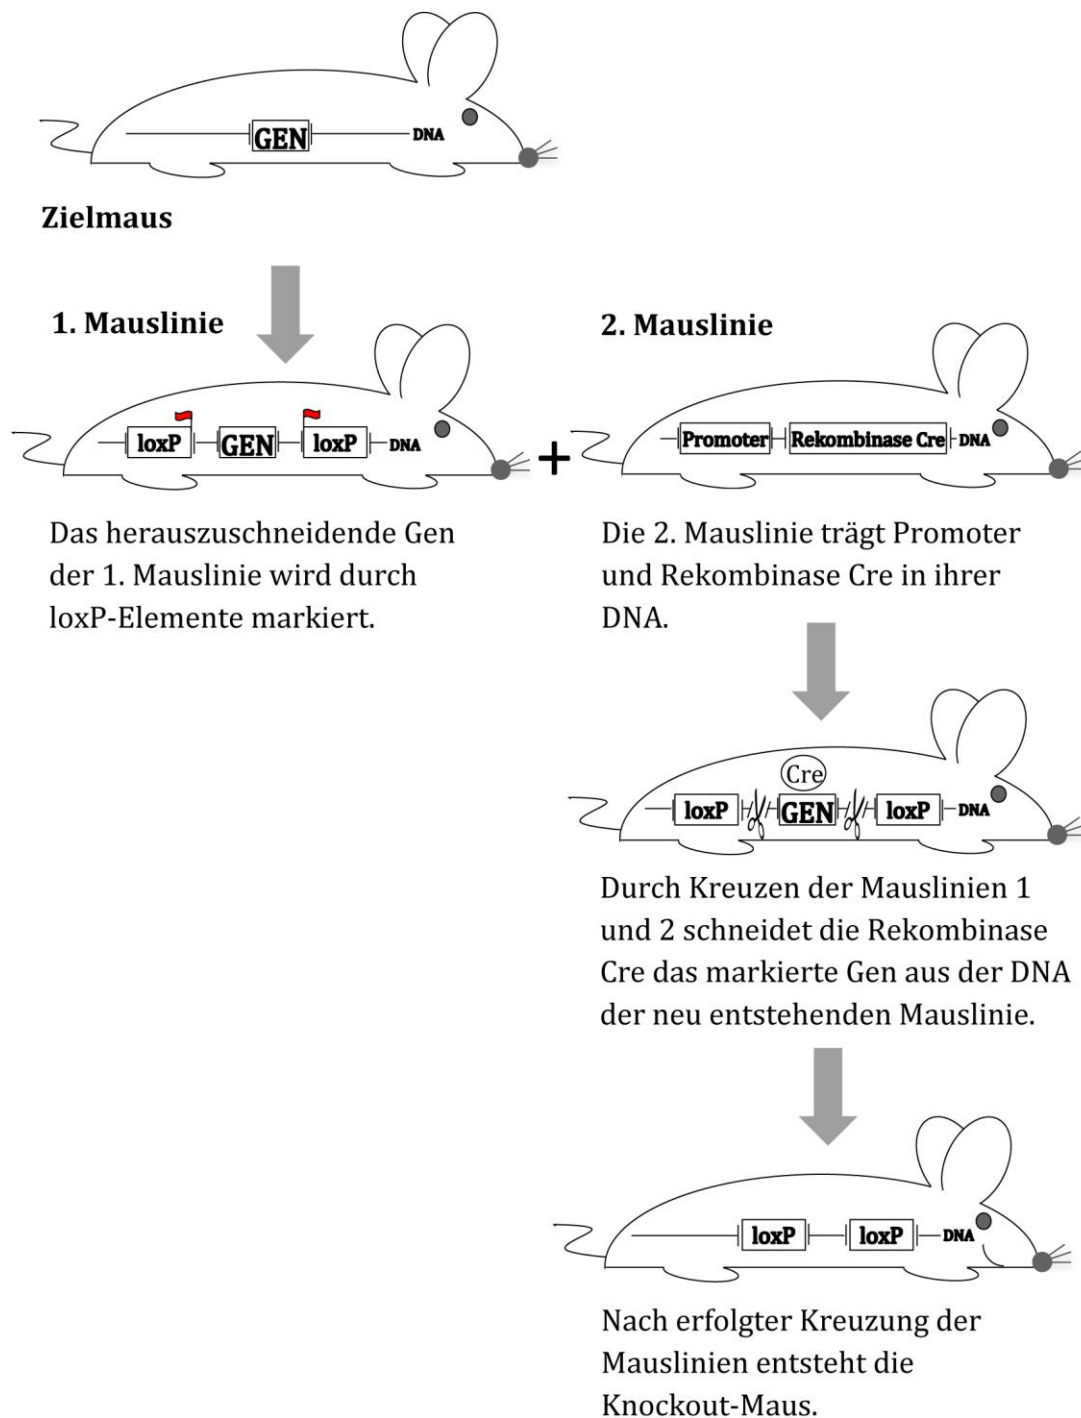 GEN DNA
Zielmaus
1. Mauslinie
loxP GEN loxP DNA
Das herauszuschneidende Gen
der 1. Mauslinie wird durch
loxP-Elemente markiert.
+
2. Mauslinie
Promoter Rekombinase Cre DNA
Die 2. Mauslinie trägt Promoter
und Rekombinase Cre in ihrer
DNA.
Cre
loxP GEN loxP DNA
Durch Kreuzen der Mauslinien 1
und 2 schneidet die Rekombinase
Cre das markierte Gen aus der DNA
der neu entstehenden Mauslinie.
loxP loxP DNA
Nach erfolgter Kreuzung der
Mauslinien entsteht die
Knockout-Maus.